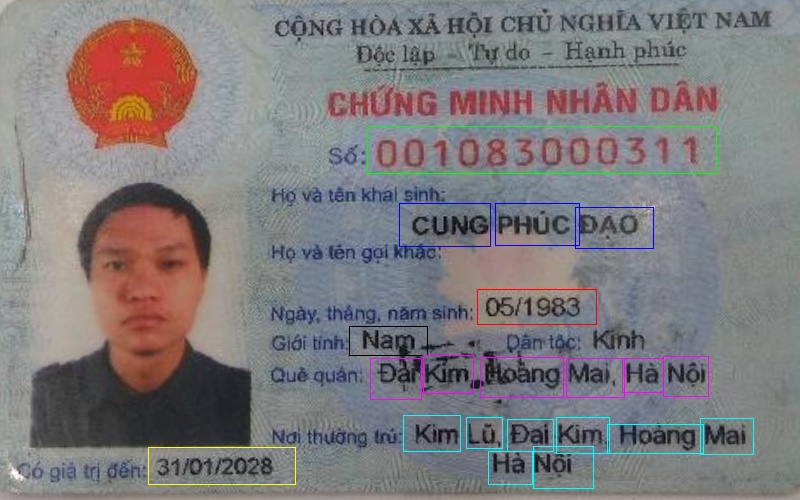 CỘNG HÒA XÃ HỘI CHỦ NGHĨA VIỆT NAM
Độc lập - Tự do - Hạnh phúc
CHỨNG MINH NHÂN DÂN
Số: 001083000311
Họ và tên khai sinh:
CUNG PHÚC ĐẠO
Họ và tên gọi khác:
Ngày, tháng, năm sinh: 05/1983
Giới tính: Nam Dân tộc: Kinh
Quê quán: Đại Kim, Hoàng Mai, Hà Nội
Nơi thường trú: Kim Lũ, Đại Kim, Hoàng Mai
Hà Nội
Có giá trị đến: 31/01/2028